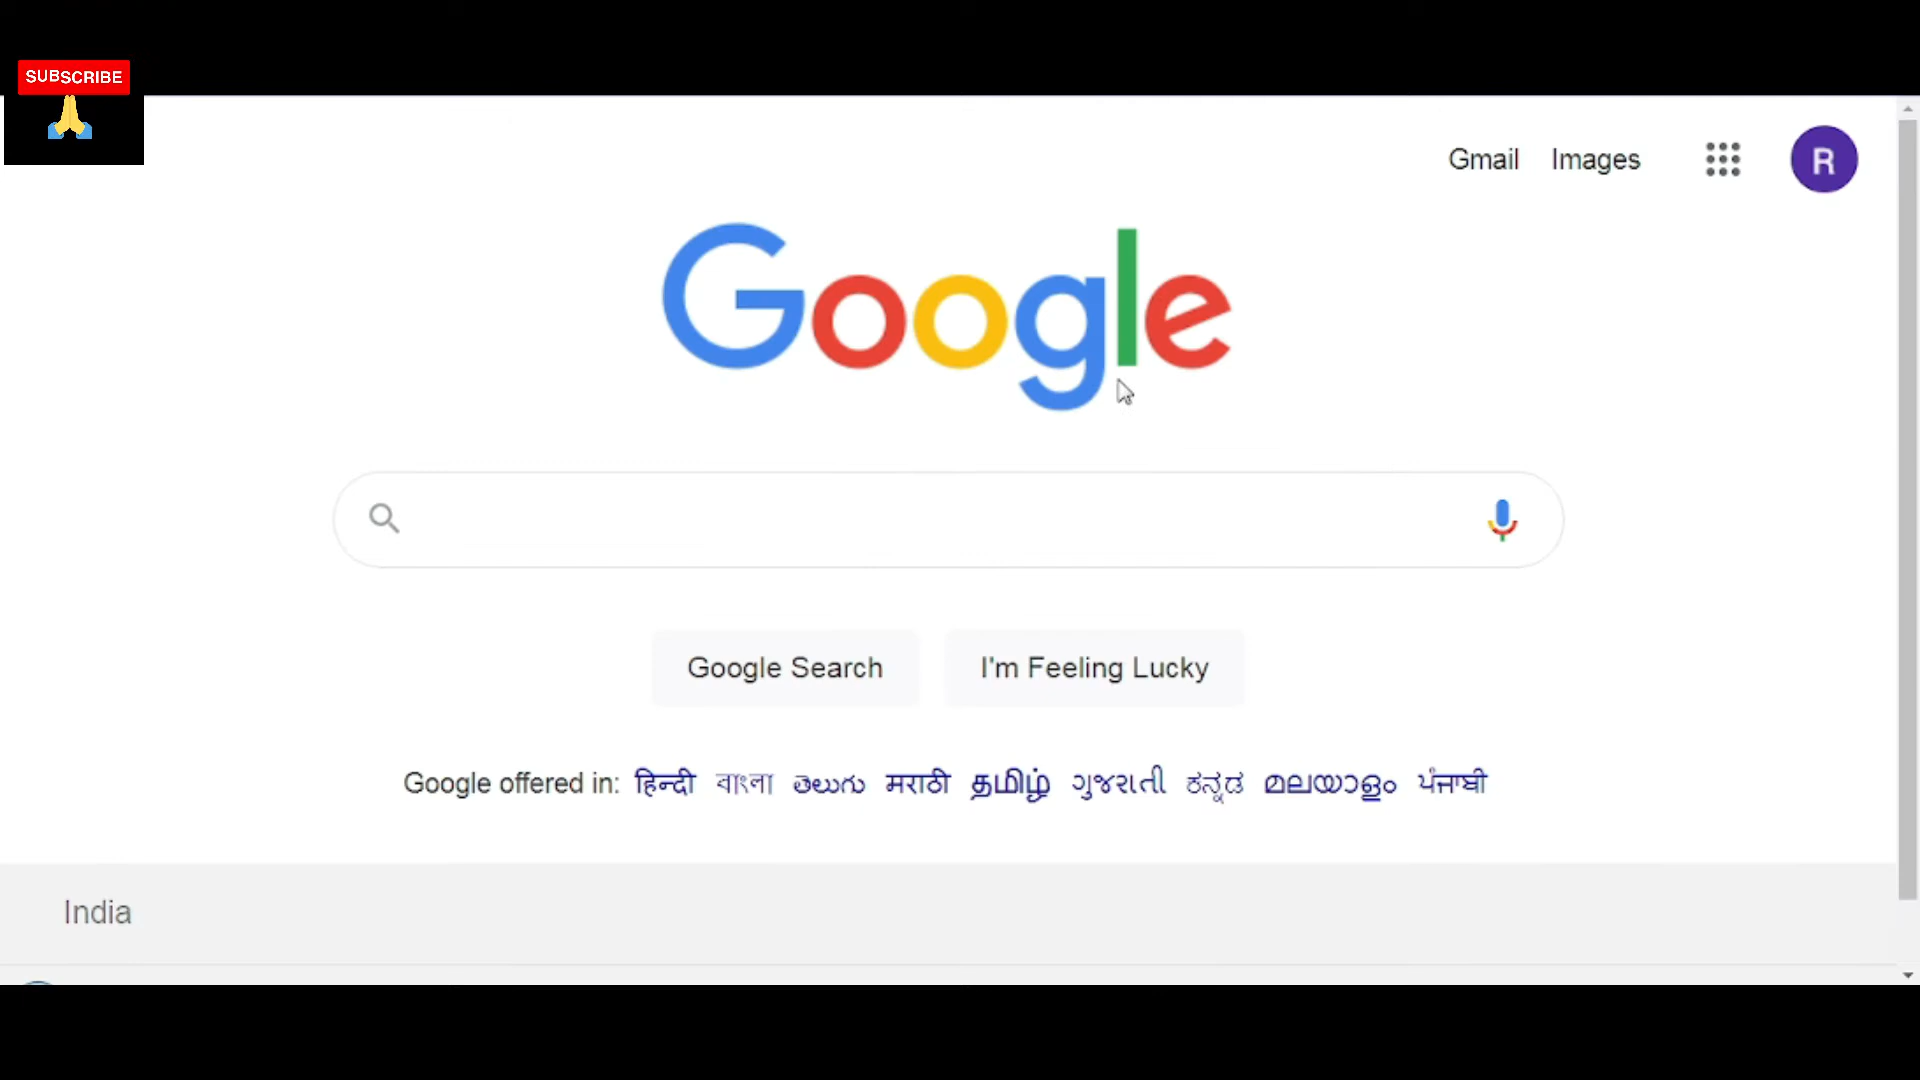 SUBSCRIBE
Gmail Images
R
Google
Google Search I'm Feeling Lucky
Google offered in: हिन्दी বাংলা తెలుగు मराठी தமிழ் ગુજરાતી ಕನ್ನಡ മലയാളം ਪੰਜਾਬੀ
India